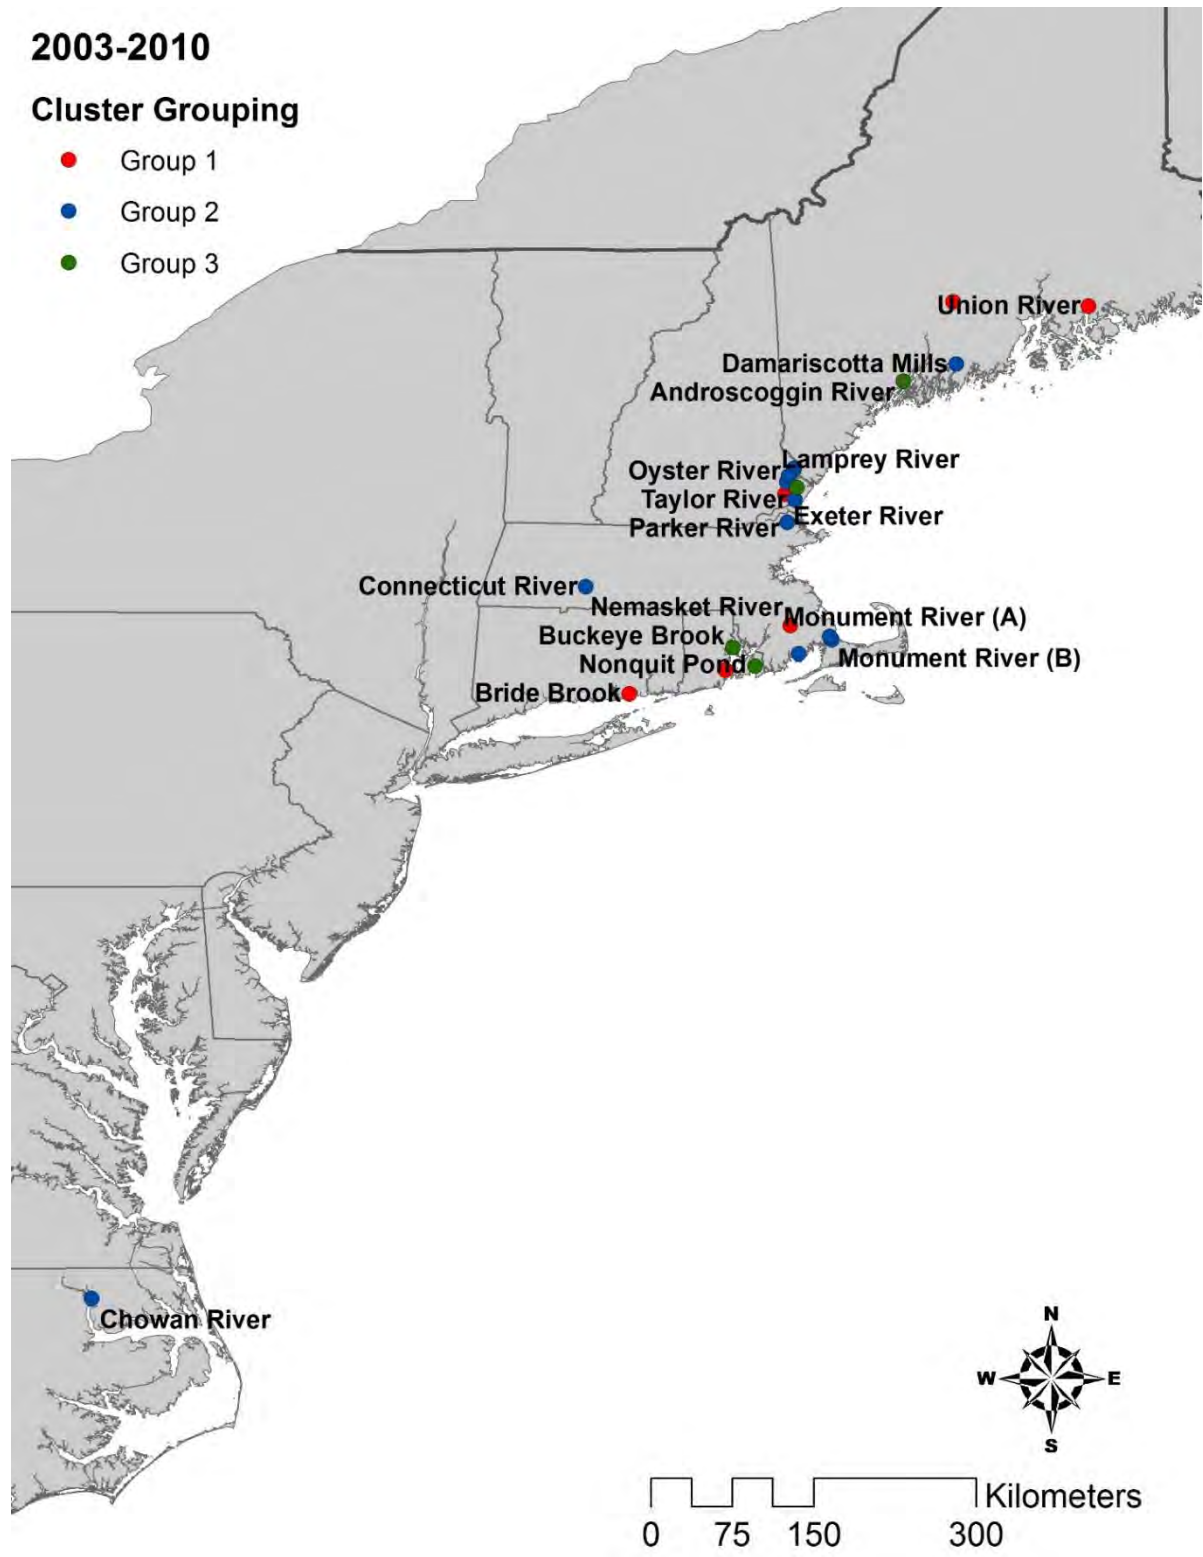 2003-2010
Cluster Grouping
Group 1
Group 2
Group 3
Union River
Damariscotta Mills
Androscoggin River
Lamprey River
Oyster River
Taylor River
Exeter River
Parker River
Connecticut River
Nemasket River
Monument River (A)
Buckeye Brook
Monument River (B)
Nonquit Pond
Bride Brook
Chowan River
N
W E
S
Kilometers
0 75 150 300